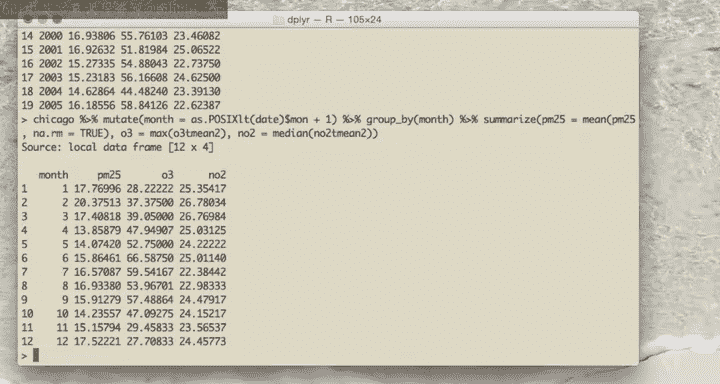 dplyr — R — 105×24
14 2000 16.93806 55.76103 23.46082
15 2001 16.92632 51.81984 25.06522
16 2002 15.27335 54.88043 22.73750
17 2003 15.23183 56.16608 24.62500
18 2004 14.62864 44.48240 23.39130
19 2005 16.18556 58.84126 22.62387
> chicago %>% mutate(month = as.POSIXlt(date)$mon + 1) %>% group_by(month) %>% summarize(pm25 = mean(pm25
, na.rm = TRUE), o3 = max(o3tmean2), no2 = median(no2tmean2))
Source: local data frame [12 x 4]
month pm25 o3 no2
1 1 17.76996 28.22222 25.35417
2 2 20.37513 37.37500 26.78034
3 3 17.40818 39.05000 26.76984
4 4 13.85879 47.94907 25.03125
5 5 14.07420 52.75000 24.22222
6 6 15.86461 66.58750 25.01140
7 7 16.57087 59.54167 22.38442
8 8 16.93380 53.96701 22.98333
9 9 15.91279 57.48864 24.47917
10 10 14.23557 47.09275 24.15217
11 11 15.15794 29.45833 23.56537
12 12 17.52221 27.70833 24.45773
>